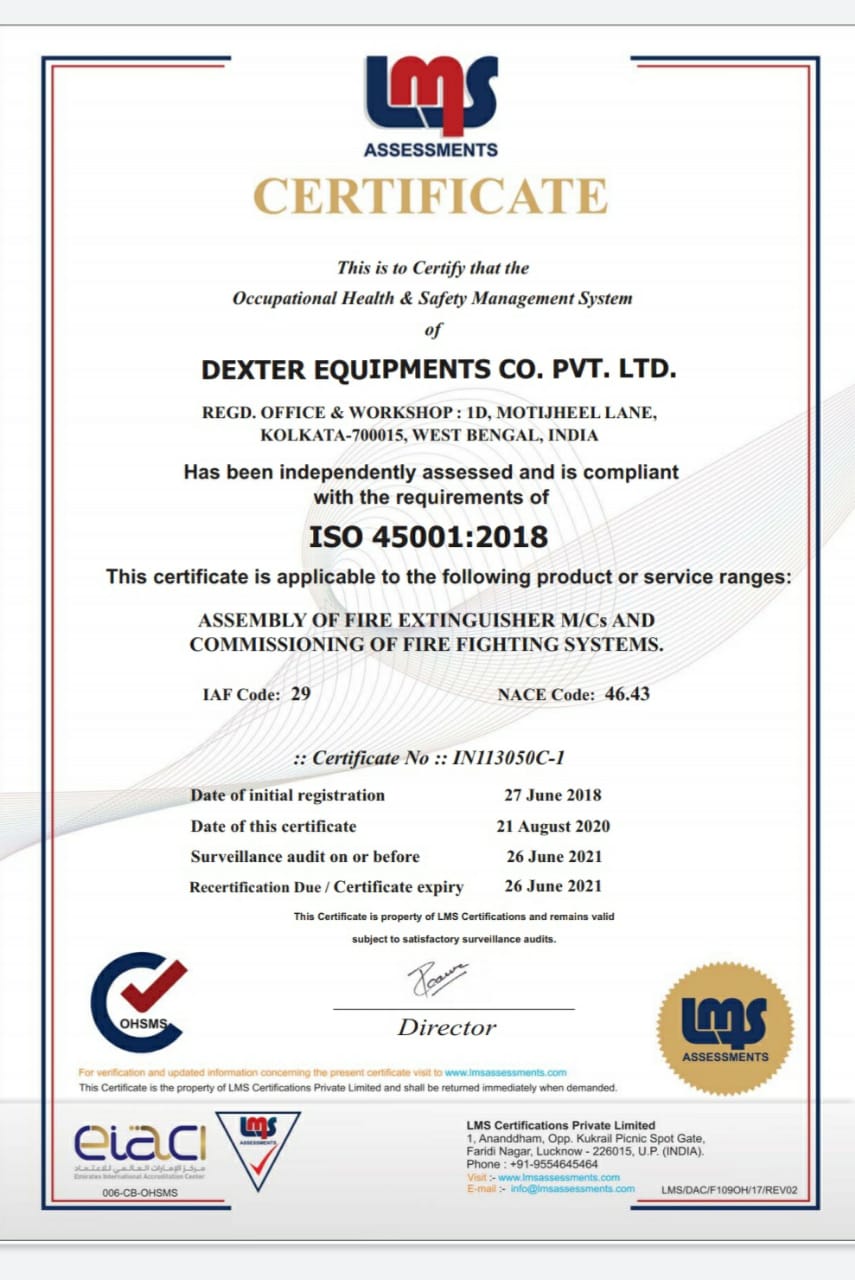 LMS
ASSESSMENTS
CERTIFICATE
This is to Certify that the
Occupational Health & Safety Management System
of
DEXTER EQUIPMENTS CO. PVT. LTD.
REGD. OFFICE & WORKSHOP : 1D, MOTIJHEEL LANE,
KOLKATA-700015, WEST BENGAL, INDIA
Has been independently assessed and is compliant
with the requirements of
ISO 45001:2018
This certificate is applicable to the following product or service ranges:
ASSEMBLY OF FIRE EXTINGUISHER M/Cs AND
COMMISSIONING OF FIRE FIGHTING SYSTEMS.
IAF Code: 29 NACE Code: 46.43
:: Certificate No :: IN113050C-1
Date of initial registration 27 June 2018
Date of this certificate 21 August 2020
Surveillance audit on or before 26 June 2021
Recertification Due / Certificate expiry 26 June 2021
This Certificate is property of LMS Certifications and remains valid
subject to satisfactory surveillance audits.
Director
OHSMS
LMS
ASSESSMENTS
For verification and updated information concerning the present certificate visit to www.lmsassessments.com
This Certificate is the property of LMS Certifications Private Limited and shall be returned immediately when demanded.
eiaci
مركز الإمارات العالمي للاعتماد
Emirates International Accreditation Center
006-CB-OHSMS
LMS
ASSESSMENTS
LMS Certifications Private Limited
1, Ananddham, Opp. Kukrail Picnic Spot Gate,
Faridi Nagar, Lucknow - 226015, U.P. (INDIA).
Phone : +91-9554645464
Visit :- www.lmsassessments.com
E-mail :- info@lmsassessments.com
LMS/DAC/F109OH/17/REV02